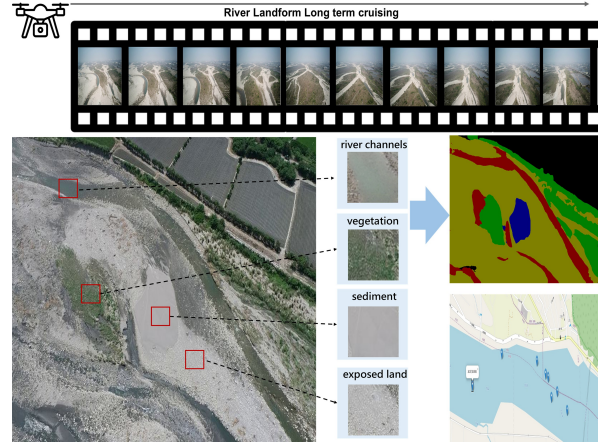 River Landform Long term cruising
river channels
vegetation
sediment
exposed land